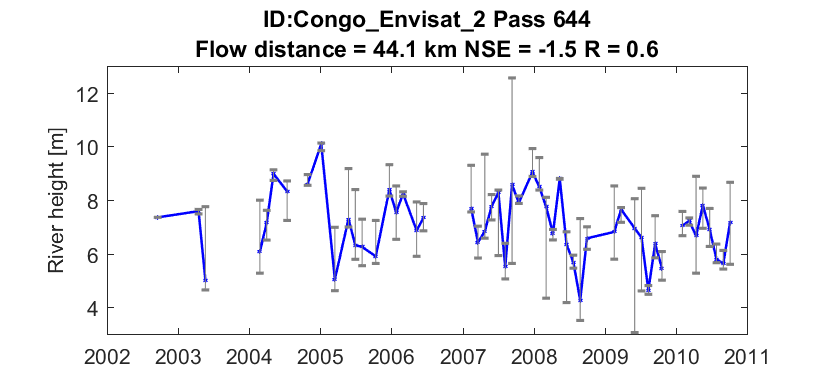 ID:Congo_Envisat_2 Pass 644
Flow distance = 44.1 km NSE = -1.5 R = 0.6
River height [m]
12
10
8
6
4
2002 2003 2004 2005 2006 2007 2008 2009 2010 2011